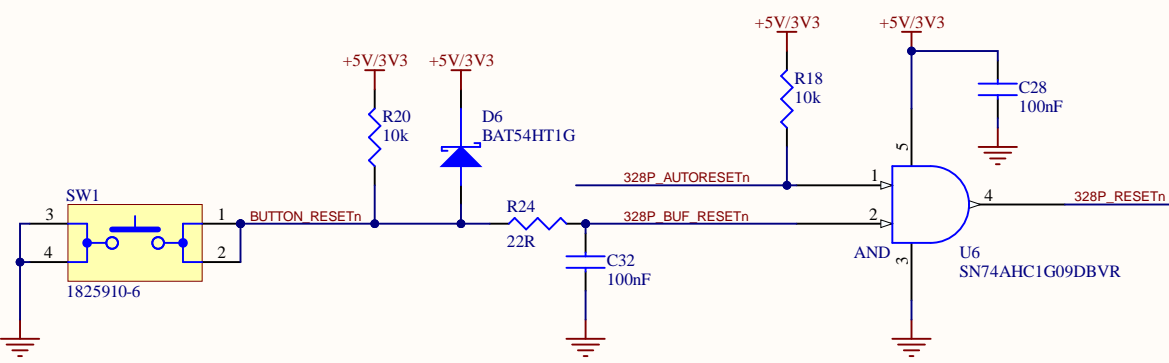 +5V/3V3
+5V/3V3
+5V/3V3
+5V/3V3
R18
10k
C28
100nF
R20
10k
D6
BAT54HT1G
5
328P_AUTORESETn
1
SW1
3
1
BUTTON_RESETn
R24
22R
328P_BUF_RESETn
2
4
328P_RESETn
4
2
1825910-6
C32
100nF
AND
3
U6
SN74AHC1G09DBVR